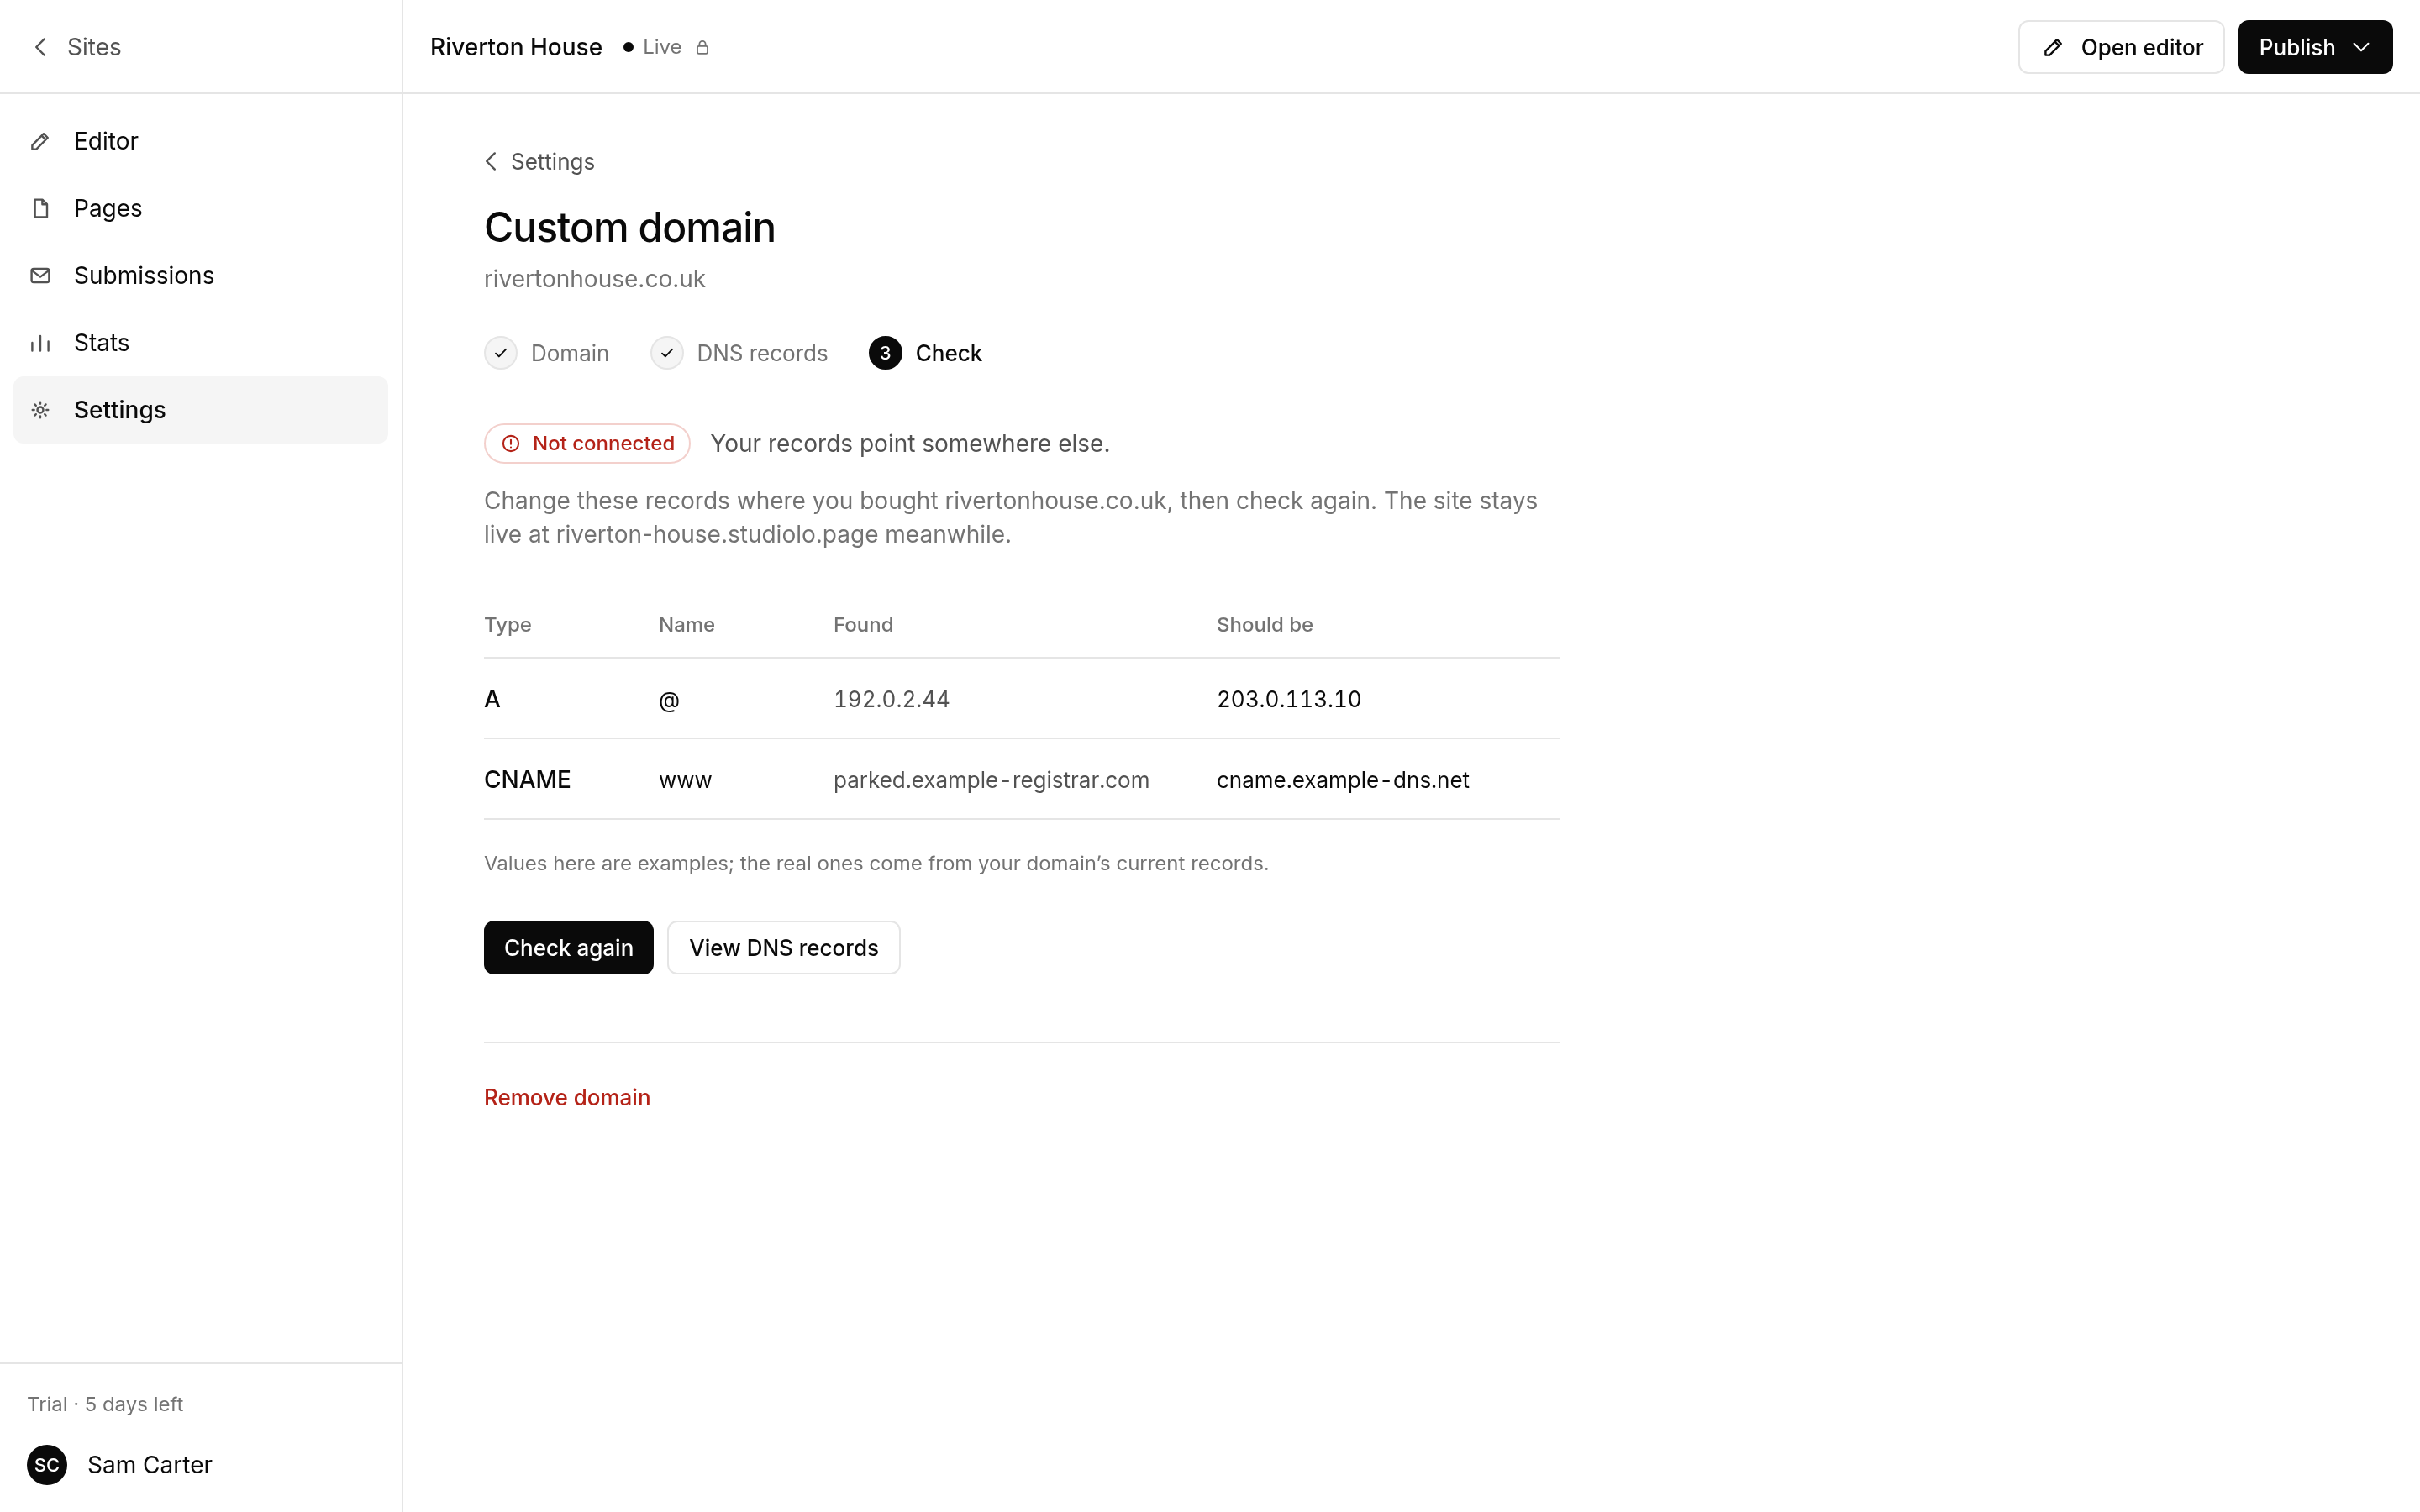 Sites
Riverton House
Live
Open editor
Publish
Editor
Pages
Submissions
Stats
Settings
Settings
Custom domain
rivertonhouse.co.uk
Domain
DNS records
3 Check
Not connected
Your records point somewhere else.
Change these records where you bought rivertonhouse.co.uk, then check again. The site stays
live at riverton-house.studiolo.page meanwhile.
Type Name Found Should be
A @ 192.0.2.44 203.0.113.10
CNAME www parked.example-registrar.com cname.example-dns.net
Values here are examples; the real ones come from your domain’s current records.
Check again
View DNS records
Remove domain
Trial · 5 days left
SC Sam Carter